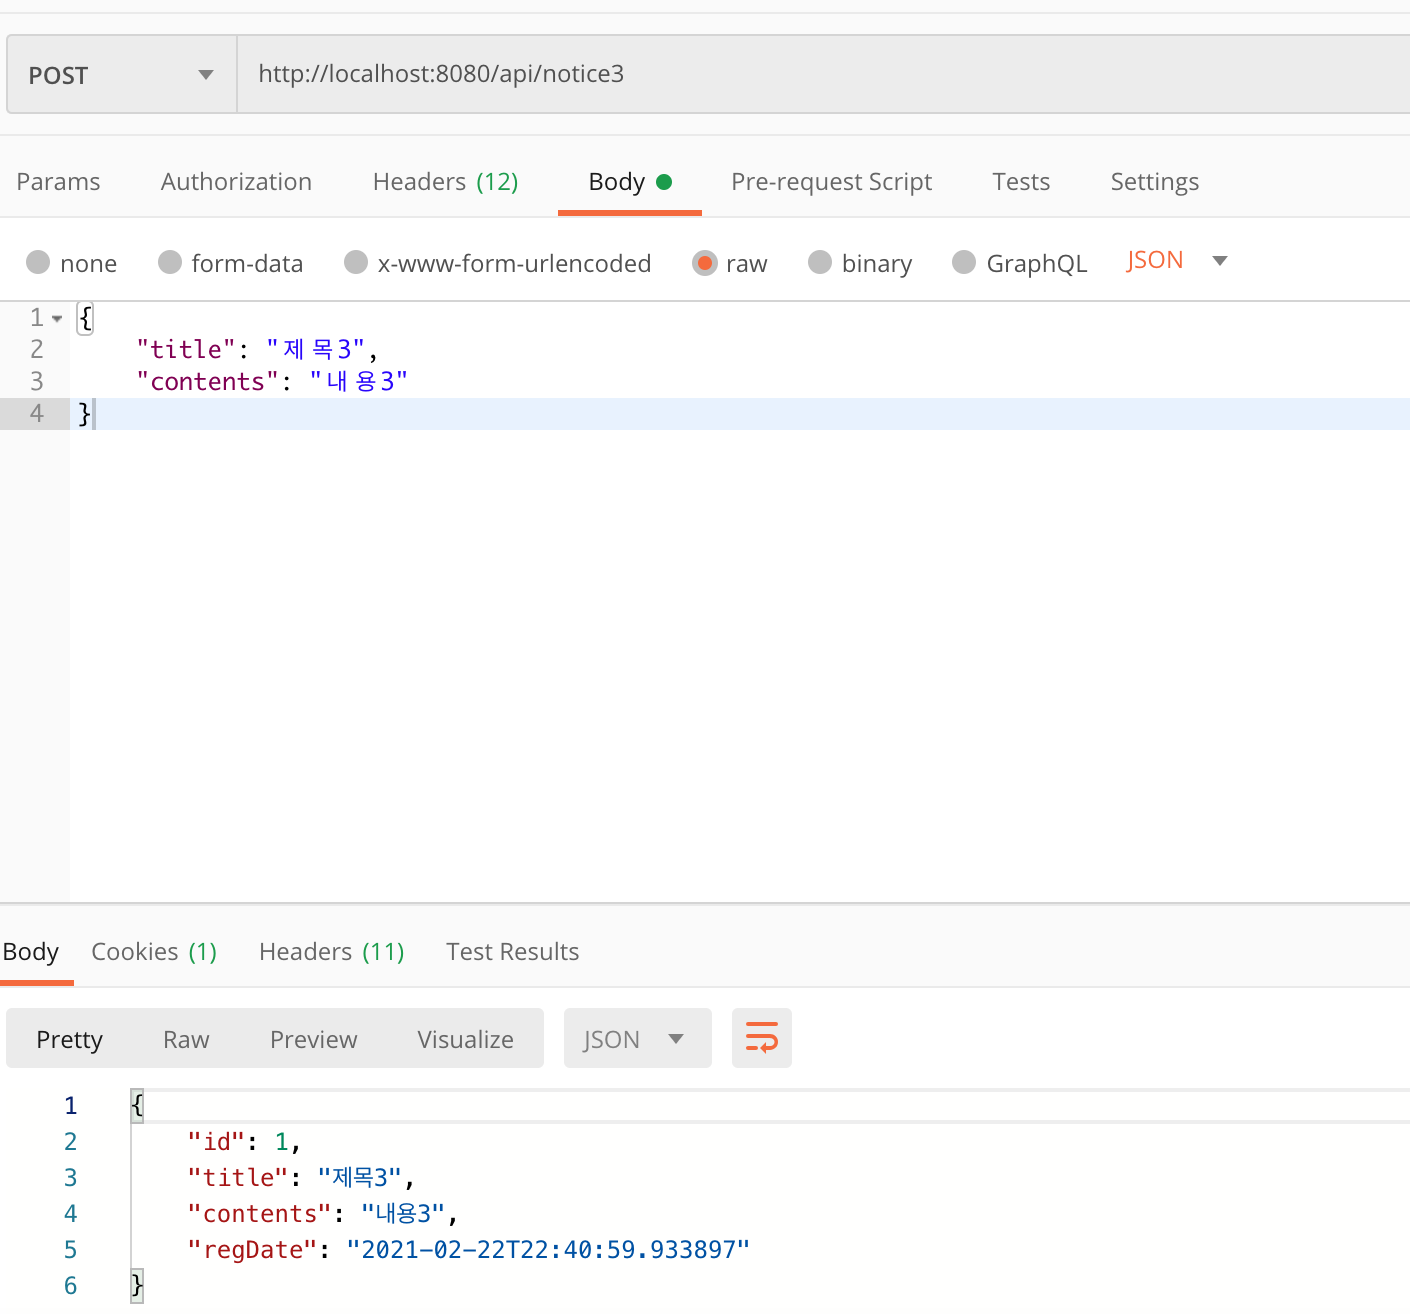 POST http://localhost:8080/api/notice3
Params Authorization Headers (12) Body Pre-request Script Tests Settings
none form-data x-www-form-urlencoded raw binary GraphQL JSON
1 {
2 "title": "제목3",
3 "contents": "내용3"
4 }
Body Cookies (1) Headers (11) Test Results
Pretty Raw Preview Visualize JSON
1 {
2 "id": 1,
3 "title": "제목3",
4 "contents": "내용3",
5 "regDate": "2021-02-22T22:40:59.933897"
6 }